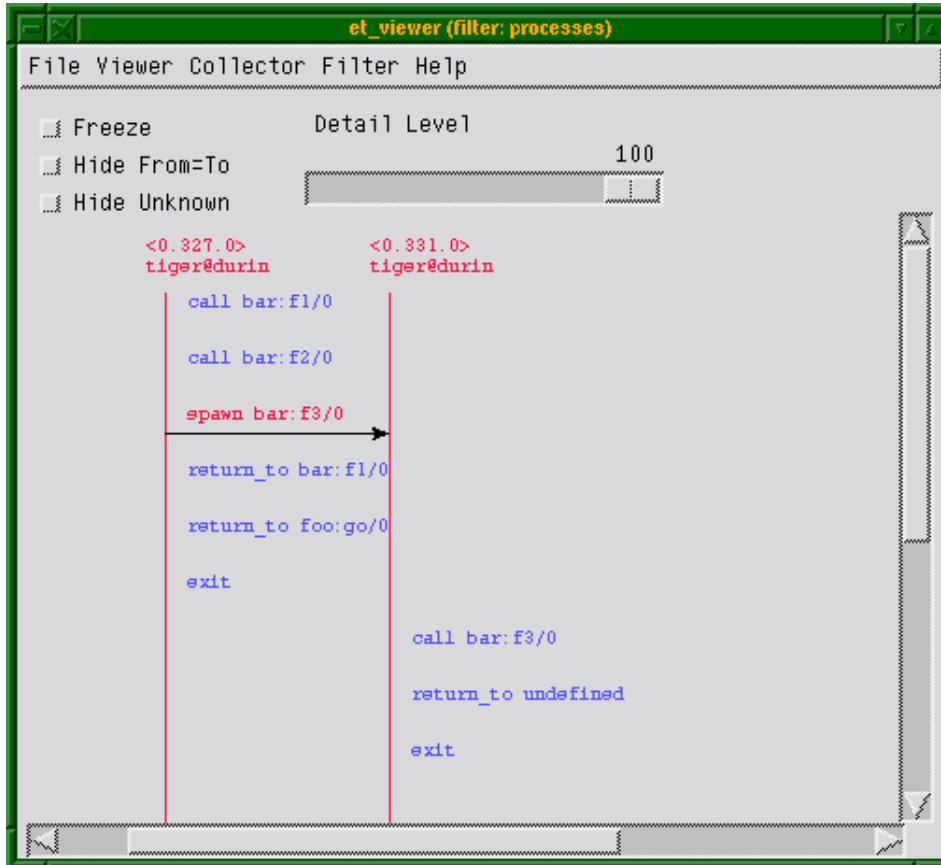 et_viewer (filter: processes)
File Viewer Collector Filter Help
Freeze
Detail Level
Hide From=To
100
Hide Unknown
<0.327.0> <0.331.0>
tiger@durin tiger@durin
call bar:f1/0
call bar:f2/0
spawn bar:f3/0
return_to bar:f1/0
return_to foo:go/0
exit
call bar:f3/0
return_to undefined
exit